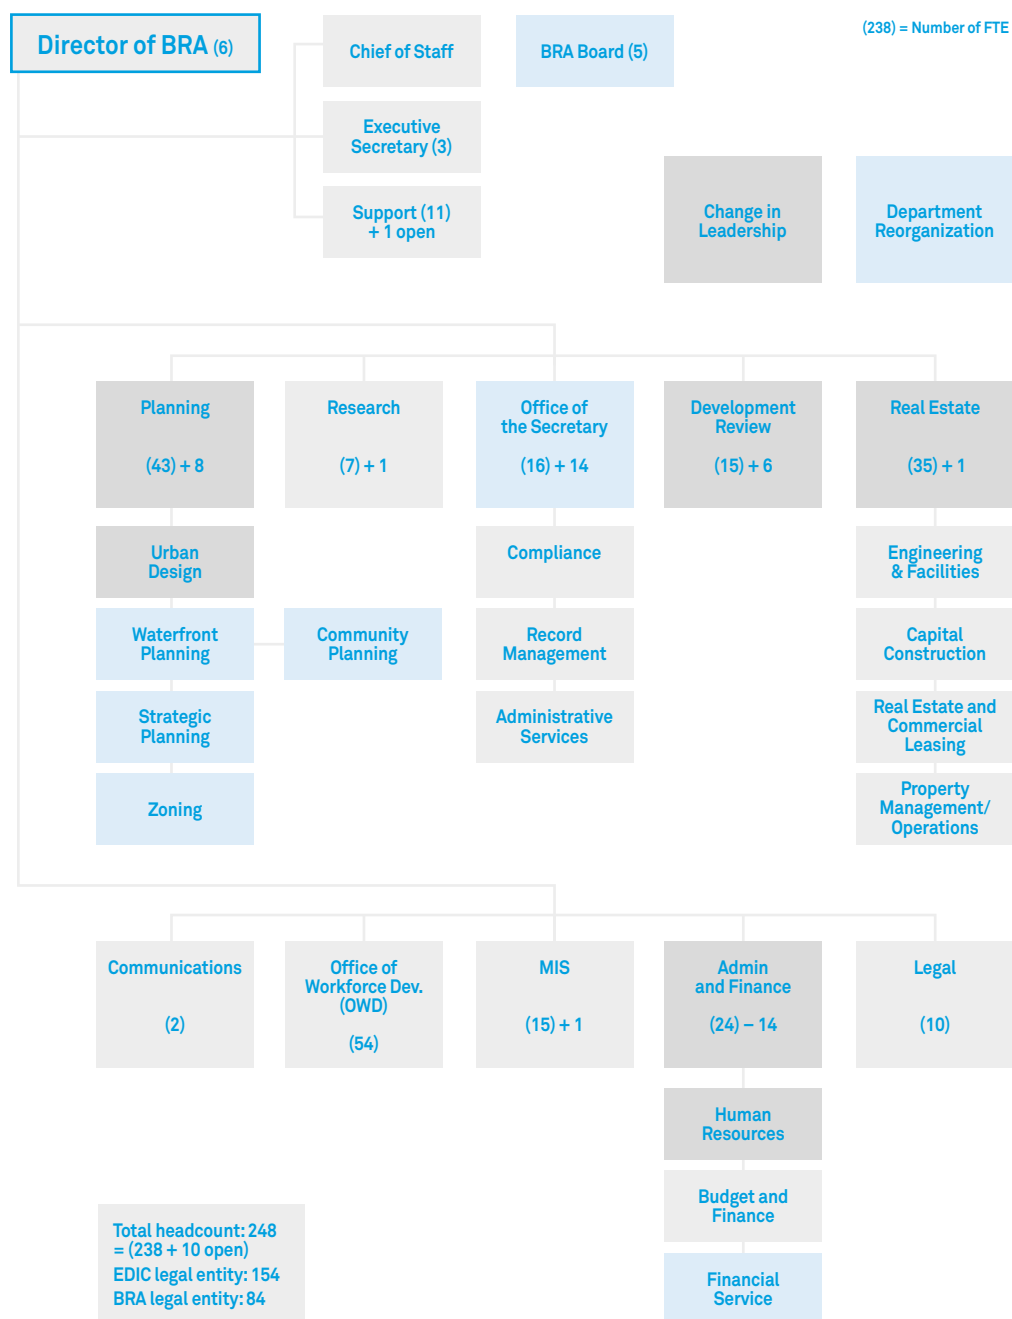 Director of BRA (6)
Chief of Staff
BRA Board (5)
(238) = Number of FTE
Executive
Secretary (3)
Support (11)
+ 1 open
Change in
Leadership
Department
Reorganization
Planning
(43) + 8
Research
(7) + 1
Office of
the Secretary
(16) + 14
Development
Review
(15) + 6
Real Estate
(35) + 1
Urban
Design
Compliance
Engineering
& Facilities
Waterfront
Planning
Community
Planning
Record
Management
Capital
Construction
Strategic
Planning
Administrative
Services
Real Estate and
Commercial
Leasing
Zoning
Property
Management/
Operations
Communications
(2)
Office of
Workforce Dev.
(OWD)
(54)
MIS
(15) + 1
Admin
and Finance
(24) – 14
Legal
(10)
Human
Resources
Budget and
Finance
Financial
Service
Total headcount: 248
= (238 + 10 open)
EDIC legal entity: 154
BRA legal entity: 84